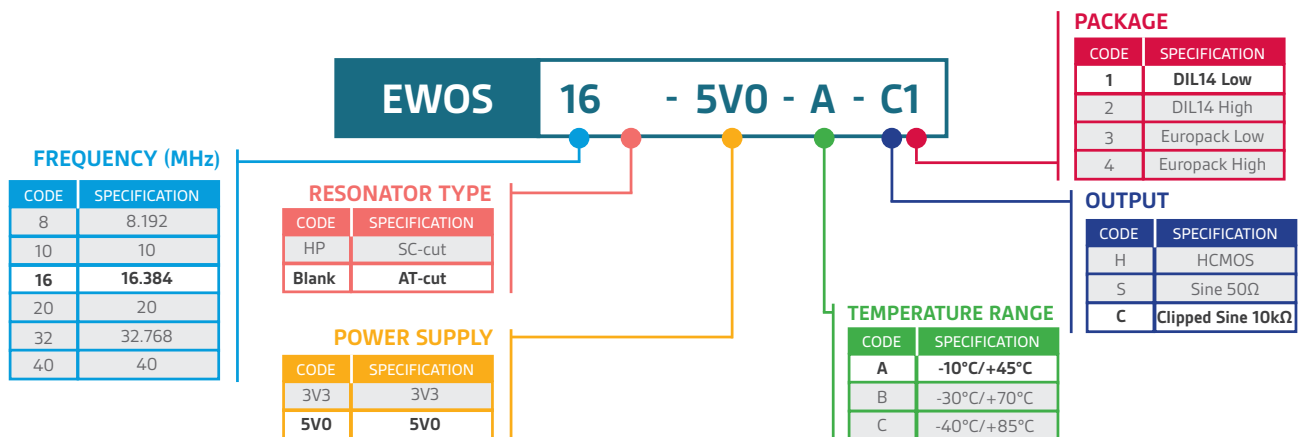 EWOS 16 - 5V0 - A - C1
PACKAGE
CODE SPECIFICATION
1 DIL14 Low
2 DIL14 High
3 Europack Low
4 Europack High
FREQUENCY (MHz)
CODE SPECIFICATION
8 8.192
10 10
16 16.384
20 20
32 32.768
40 40
RESONATOR TYPE
CODE SPECIFICATION
HP SC-cut
Blank AT-cut
OUTPUT
CODE SPECIFICATION
H HCMOS
S Sine 50Ω
C Clipped Sine 10kΩ
POWER SUPPLY
CODE SPECIFICATION
3V3 3V3
5V0 5V0
TEMPERATURE RANGE
CODE SPECIFICATION
A -10°C/+45°C
B -30°C/+70°C
C -40°C/+85°C